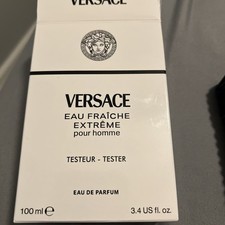 VERSACE
VERSACE
EAU FRAÎCHE
EXTRÊME
pour homme
TESTEUR - TESTER
EAU DE PARFUM
100 ml ℮ 3.4 US fl. oz.